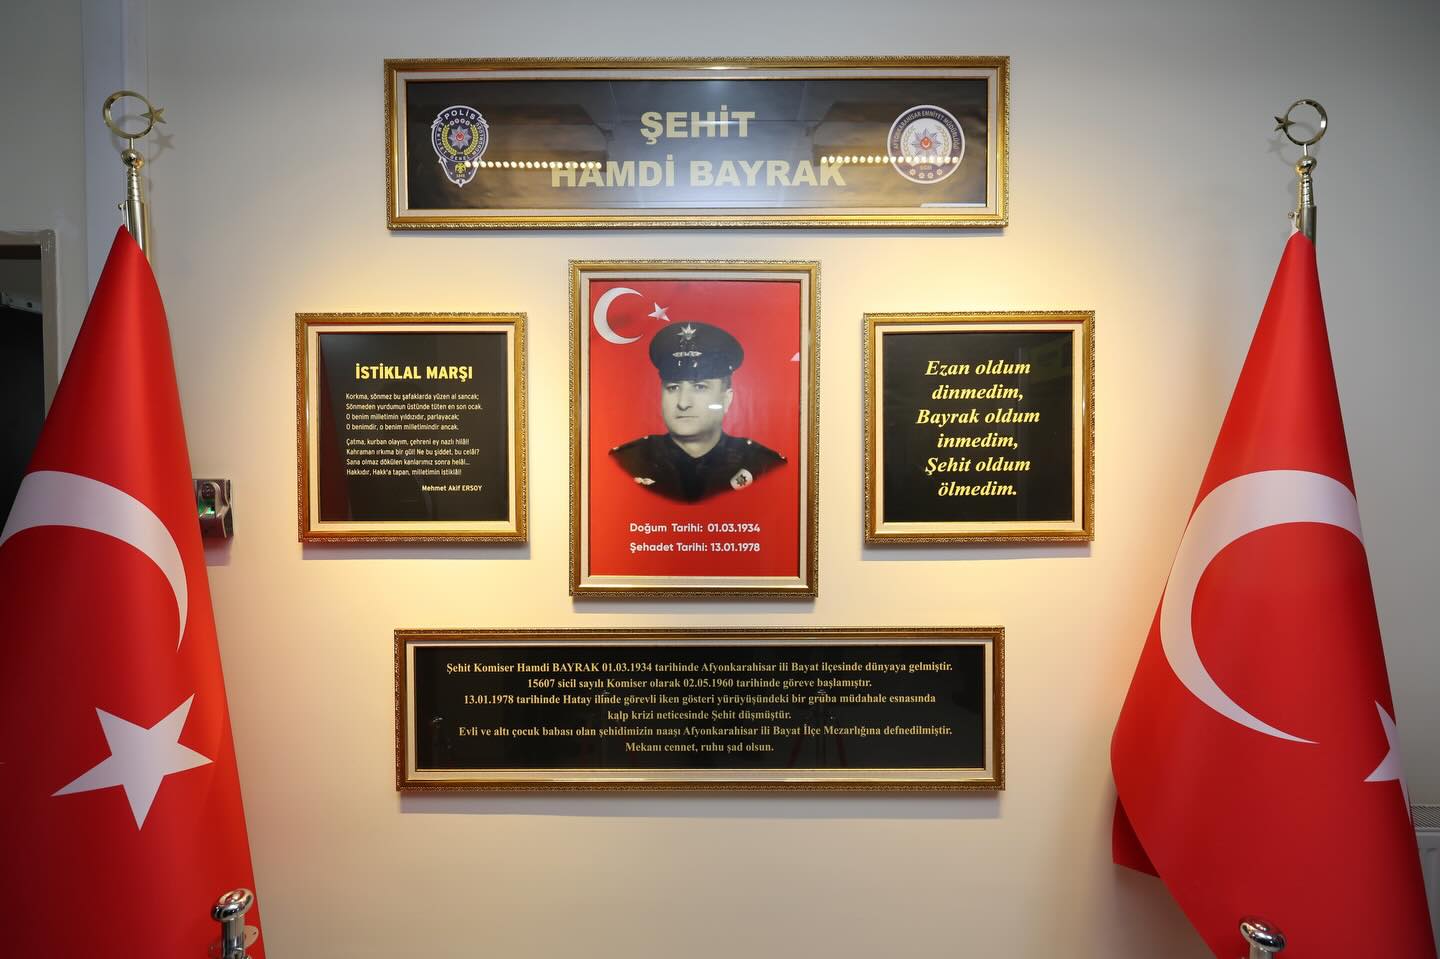 POLİS
AFYONKARAHİSAR EMNİYET MÜDÜRLÜĞÜ
ŞEHİT
HAMDİ BAYRAK
İSTİKLAL MARŞI
Korkma, sönmez bu şafaklarda yüzen al sancak;
Sönmeden yurdumun üstünde tüten en son ocak.
O benim milletimin yıldızıdır, parlayacak;
O benimdir, o benim milletimindir ancak.
Çatma, kurban olayım, çehreni ey nazlı hilâl!
Kahraman ırkıma bir gül! Ne bu şiddet, bu celâl?
Sana olmaz dökülen kanlarımız sonra helâl...
Hakkıdır, Hakk'a tapan, milletimin istiklâl!
Mehmet Akif ERSOY
Doğum Tarihi: 01.03.1934
Şehadet Tarihi: 13.01.1978
Ezan oldum
dinmedim,
Bayrak oldum
inmedim,
Şehit oldum
ölmedim.
Şehit Komiser Hamdi BAYRAK 01.03.1934 tarihinde Afyonkarahisar ili Bayat ilçesinde dünyaya gelmiştir.
15607 sicil sayılı Komiser olarak 02.05.1960 tarihinde göreve başlamıştır.
13.01.1978 tarihinde Hatay ilinde görevli iken gösteri yürüyüşündeki bir gruba müdahale esnasında
kalp krizi neticesinde Şehit düşmüştür.
Evli ve altı çocuk babası olan şehidimizin naaşı Afyonkarahisar ili Bayat İlçe Mezarlığına defnedilmiştir.
Mekanı cennet, ruhu şad olsun.